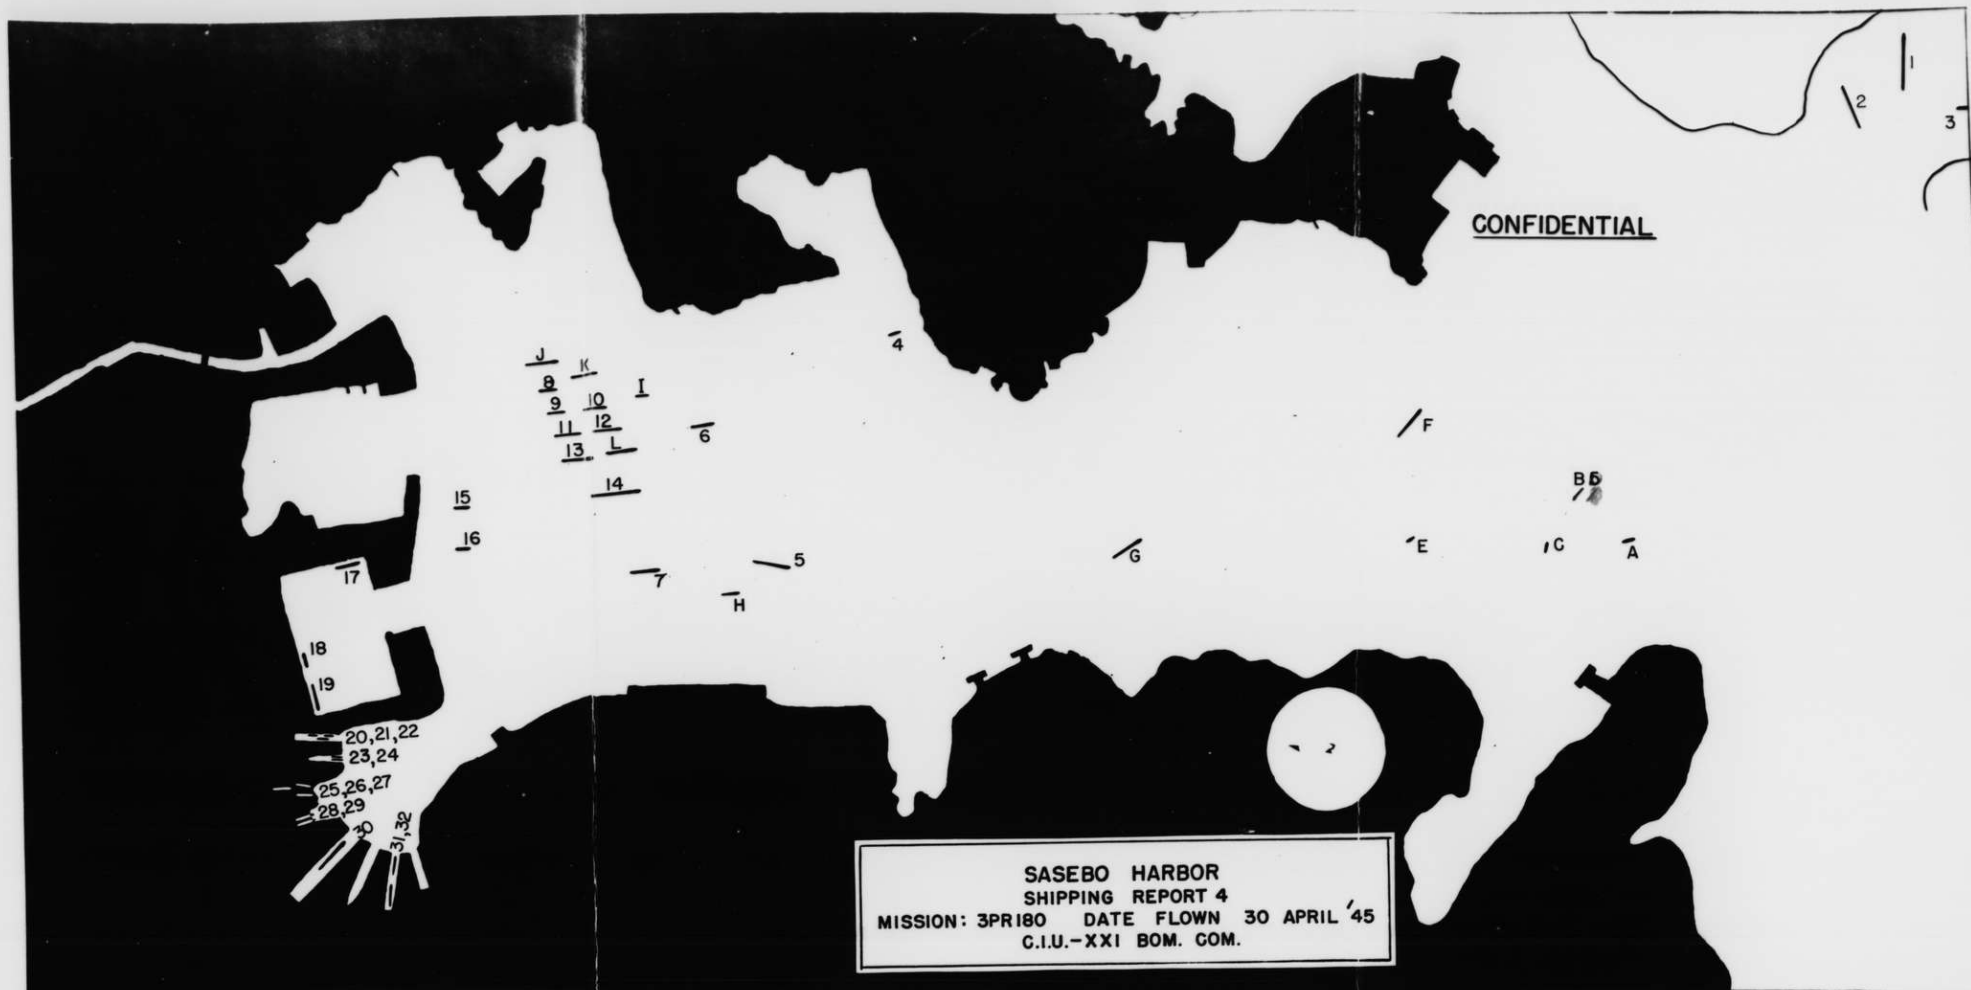 1
2
3
CONFIDENTIAL
4
J
K
8
I
9
10
11
12
6
13
L
F
14
B
15
16
C
E
A
G
5
17
7
H
18
19
20,21,22
23,24
25,26,27
28,29
30
31,32
2
SASEBO HARBOR
SHIPPING REPORT 4
MISSION: 3PR180 DATE FLOWN 30 APRIL '45
C.I.U.-XXI BOM. COM.